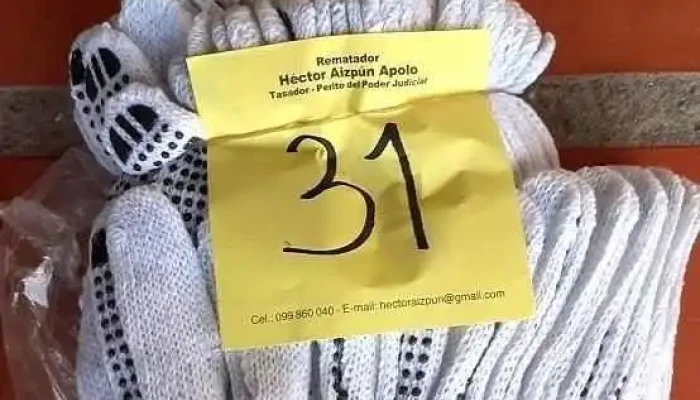 Rematador
Héctor Aizpún Apolo
Tasador - Perito del Poder Judicial
31
Cel.: 099 860 040 - E-mail: hectoraizpun@gmail.com